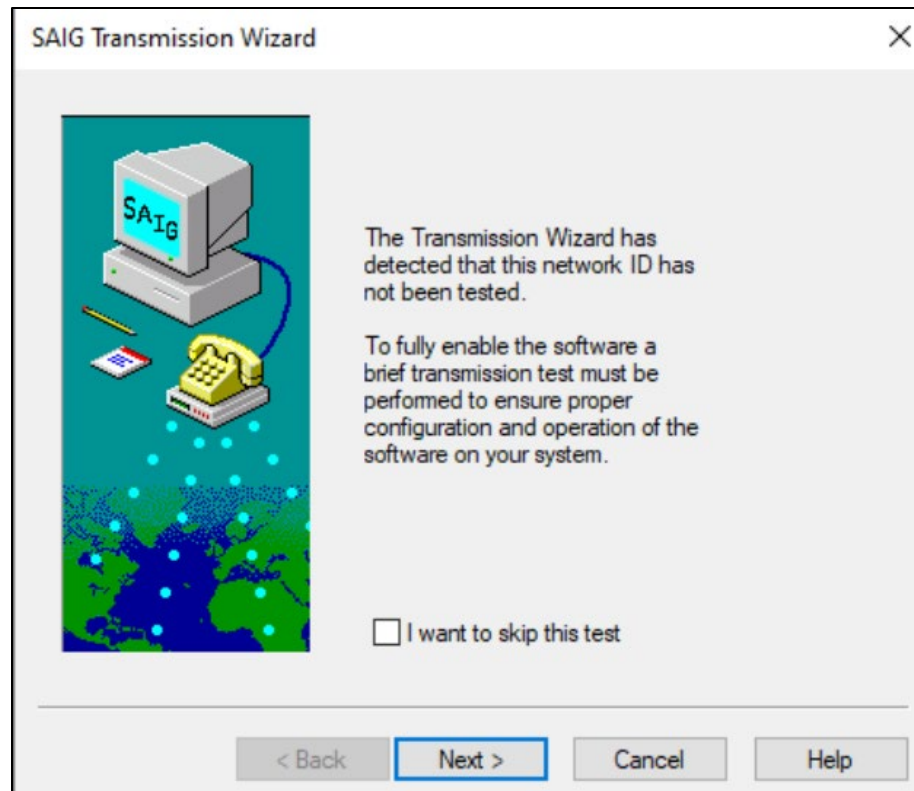 SAIG Transmission Wizard
SAIG
The Transmission Wizard has
detected that this network ID has
not been tested.
To fully enable the software a
brief transmission test must be
performed to ensure proper
configuration and operation of the
software on your system.
I want to skip this test
< Back
Next >
Cancel
Help